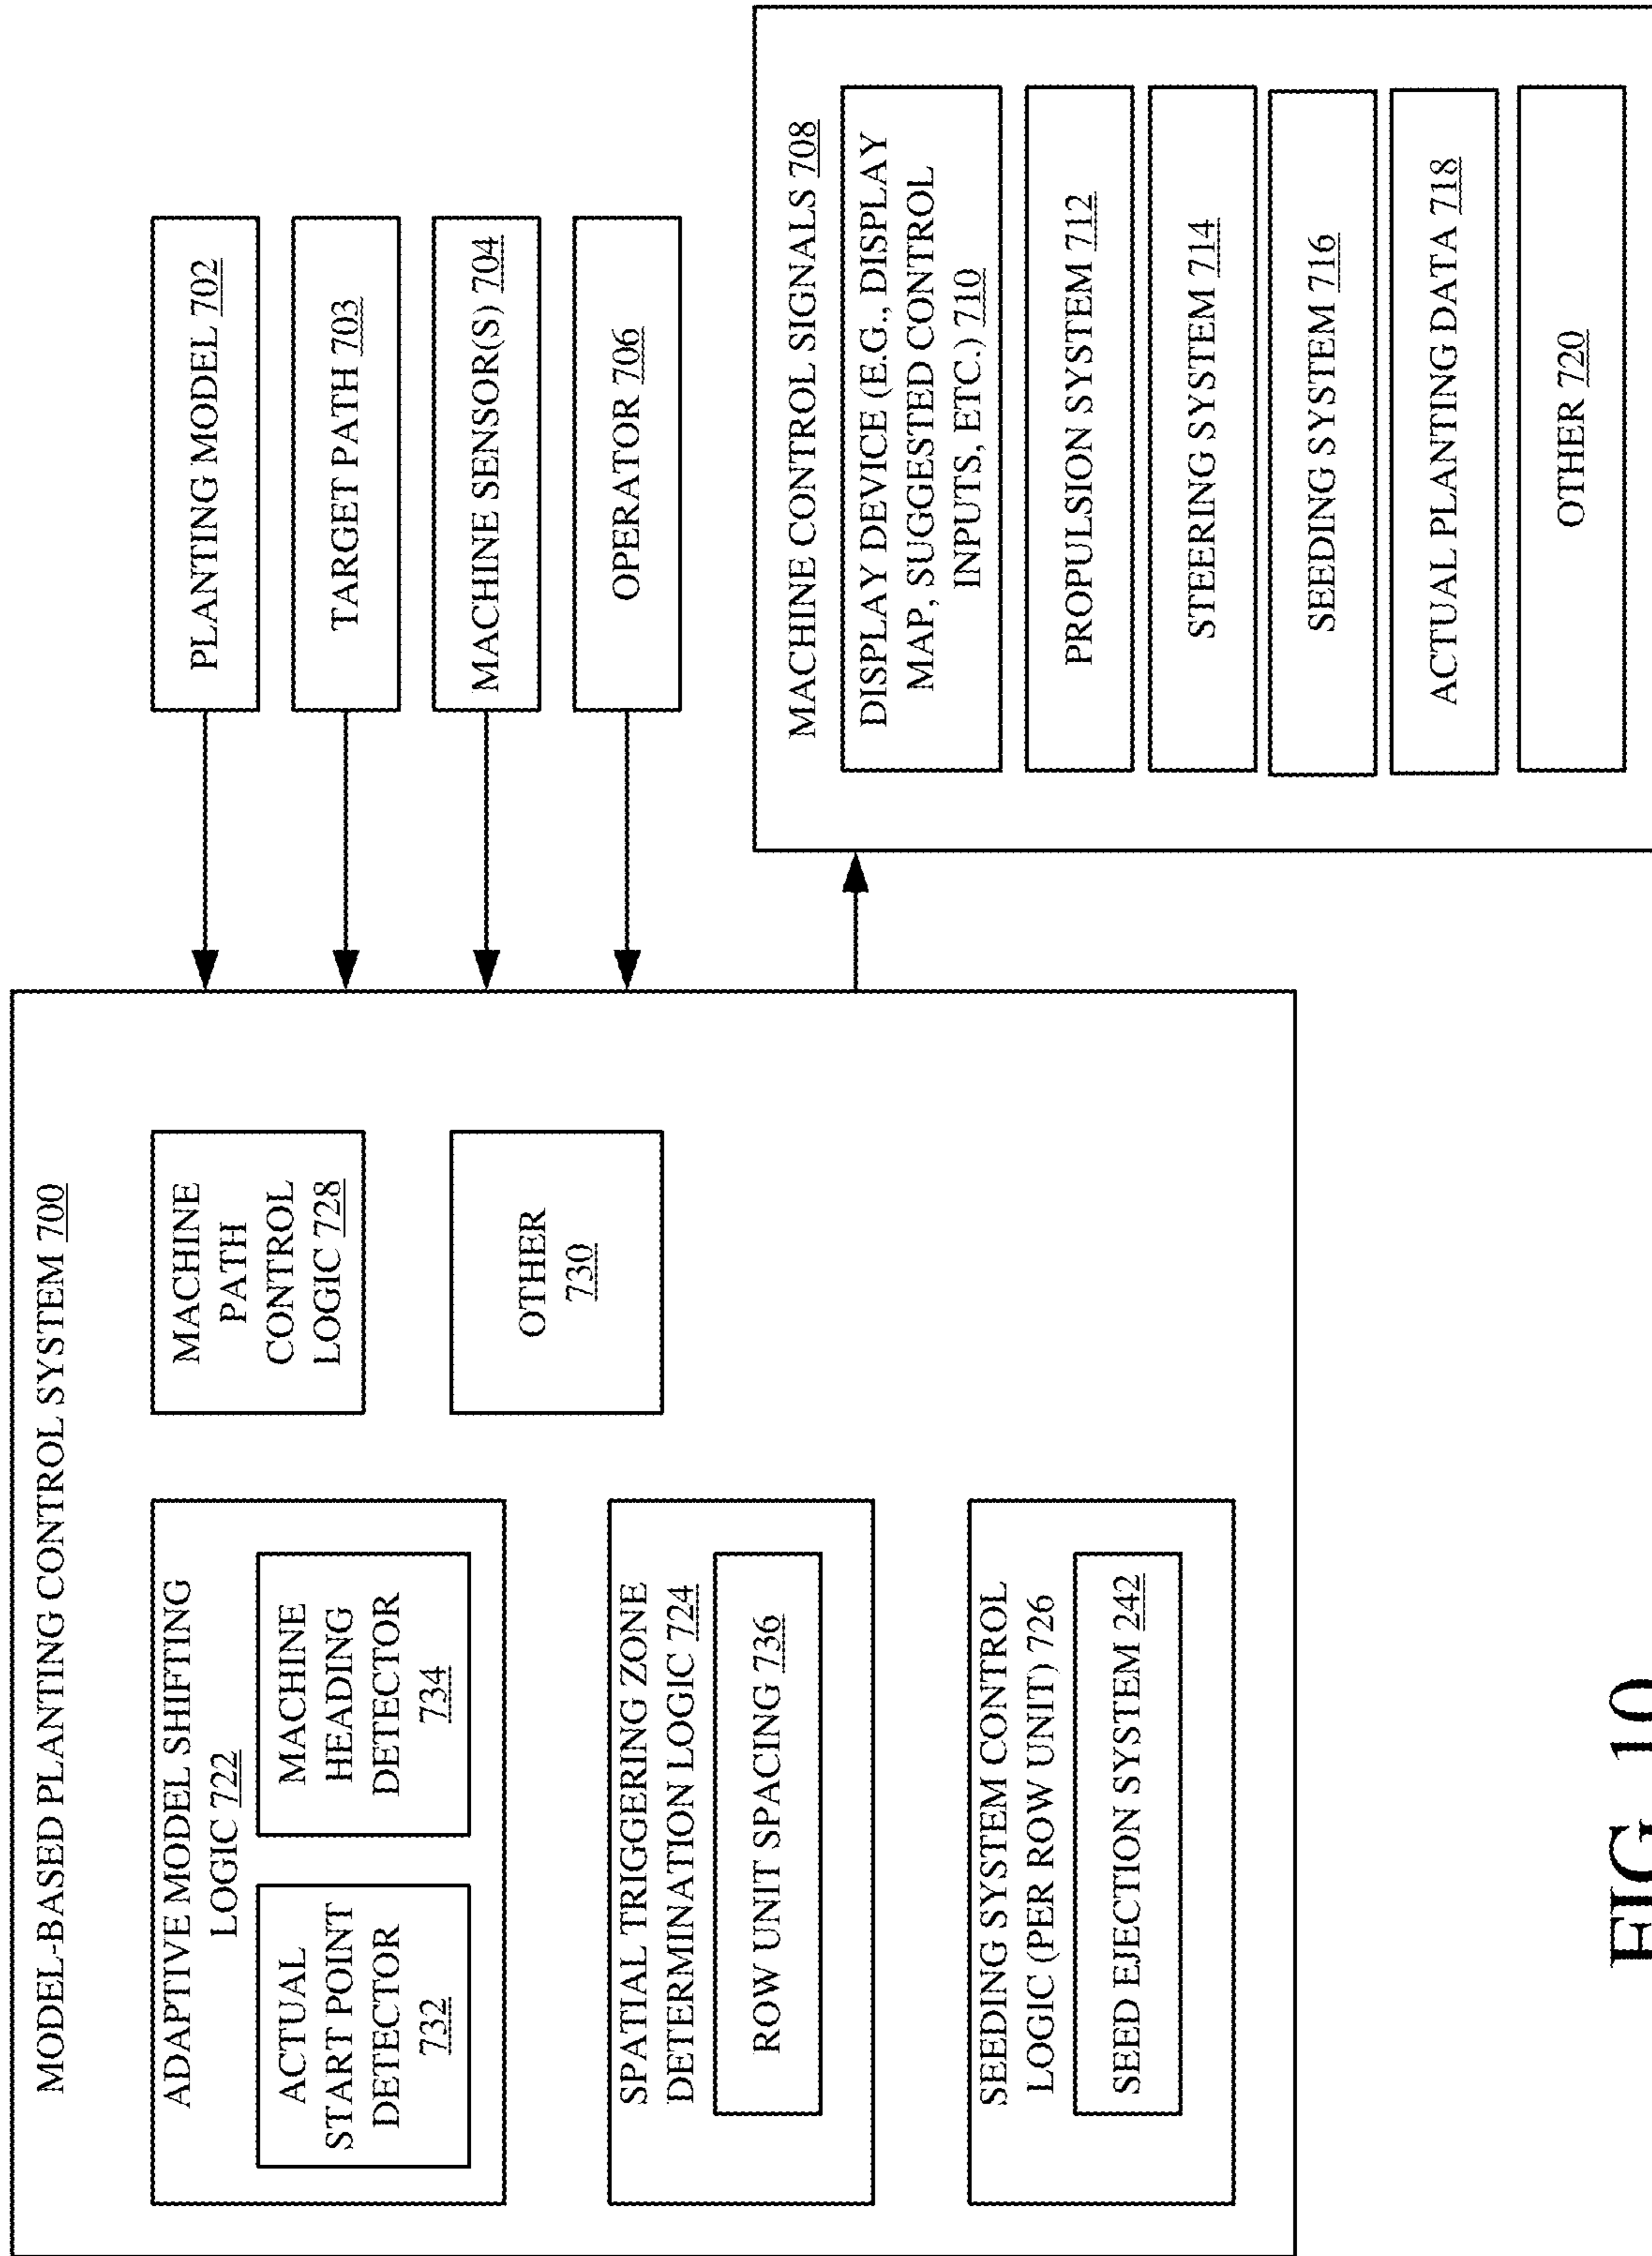 MODEL-BASED PLANTING CONTROL SYSTEM 700
ADAPTIVE MODEL SHIFTING
LOGIC 722
ACTUAL
START POINT
DETECTOR
732
MACHINE
HEADING
DETECTOR
734
SPATIAL TRIGGERING ZONE
DETERMINATION LOGIC 724
ROW UNIT SPACING 736
SEEDING SYSTEM CONTROL
LOGIC (PER ROW UNIT) 726
SEED EJECTION SYSTEM 242
MACHINE
PATH
CONTROL
LOGIC 728
OTHER
730
PLANTING MODEL 702
TARGET PATH 703
MACHINE SENSOR(S) 704
OPERATOR 706
MACHINE CONTROL SIGNALS 708
DISPLAY DEVICE (E.G., DISPLAY
MAP, SUGGESTED CONTROL
INPUTS, ETC.) 710
PROPULSION SYSTEM 712
STEERING SYSTEM 714
SEEDING SYSTEM 716
ACTUAL PLANTING DATA 718
OTHER 720
FIG. 10